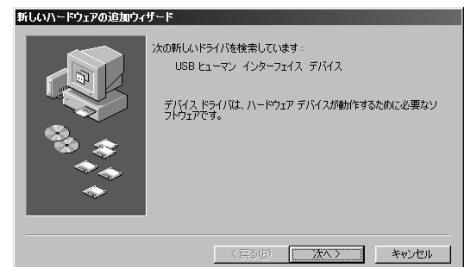 新しいハードウェアの追加ウィザード
次の新しいドライバを検索しています：
USB ヒューマン インターフェイス デバイス
デバイス ドライバは、ハードウェア デバイスが動作するために必要なソ
フトウェアです。
< 戻る(B)
次へ >
キャンセル